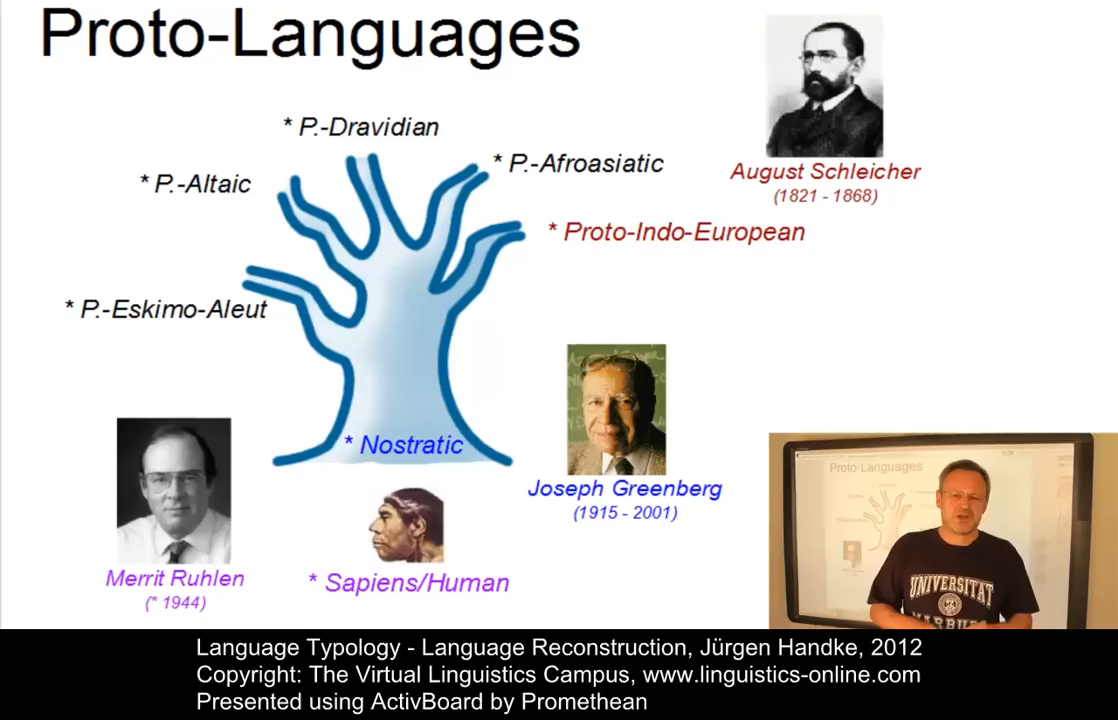 Proto-Languages
* P.-Dravidian
* P.-Afroasiatic
* P.-Altaic
August Schleicher
(1821 - 1868)
* Proto-Indo-European
* P.-Eskimo-Aleut
* Nostratic
Joseph Greenberg
(1915 - 2001)
Merrit Ruhlen
(* 1944)
* Sapiens/Human
Proto-Languages
UNIVERSITAT
MARBURG
Language Typology - Language Reconstruction, Jürgen Handke, 2012
Copyright: The Virtual Linguistics Campus, www.linguistics-online.com
Presented using ActivBoard by Promethean